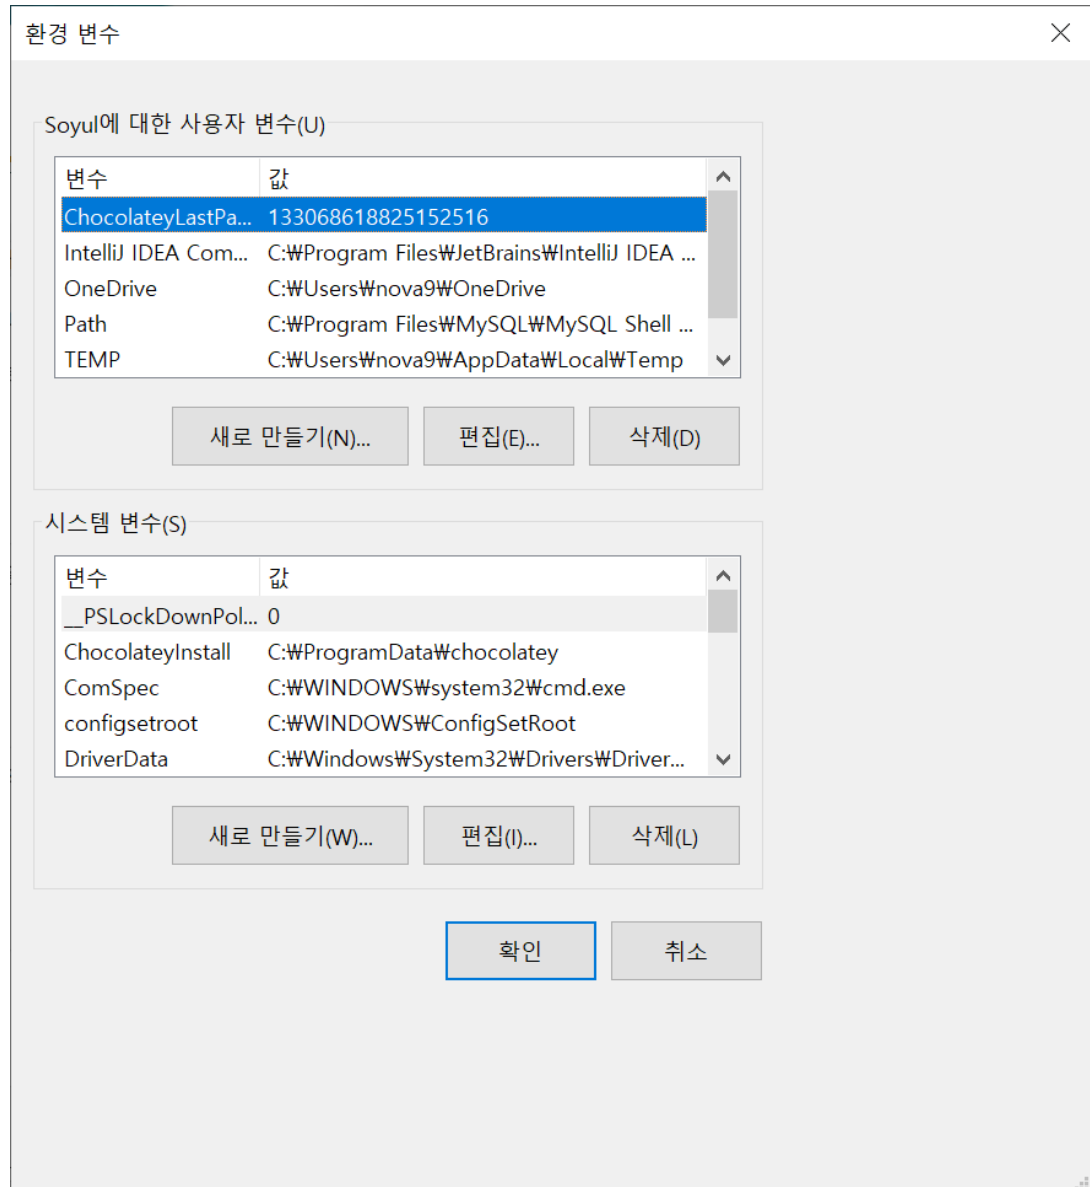 환경 변수
Soyul에 대한 사용자 변수(U)
변수 값
ChocolateyLastPa... 133068618825152516
IntelliJ IDEA Com... C:₩Program Files₩JetBrains₩IntelliJ IDEA ...
OneDrive C:₩Users₩nova9₩OneDrive
Path C:₩Program Files₩MySQL₩MySQL Shell ...
TEMP C:₩Users₩nova9₩AppData₩Local₩Temp
새로 만들기(N)... 편집(E)... 삭제(D)
시스템 변수(S)
변수 값
__PSLockDownPol... 0
ChocolateyInstall C:₩ProgramData₩chocolatey
ComSpec C:₩WINDOWS₩system32₩cmd.exe
configsetroot C:₩WINDOWS₩ConfigSetRoot
DriverData C:₩Windows₩System32₩Drivers₩Driver...
새로 만들기(W)... 편집(I)... 삭제(L)
확인 취소